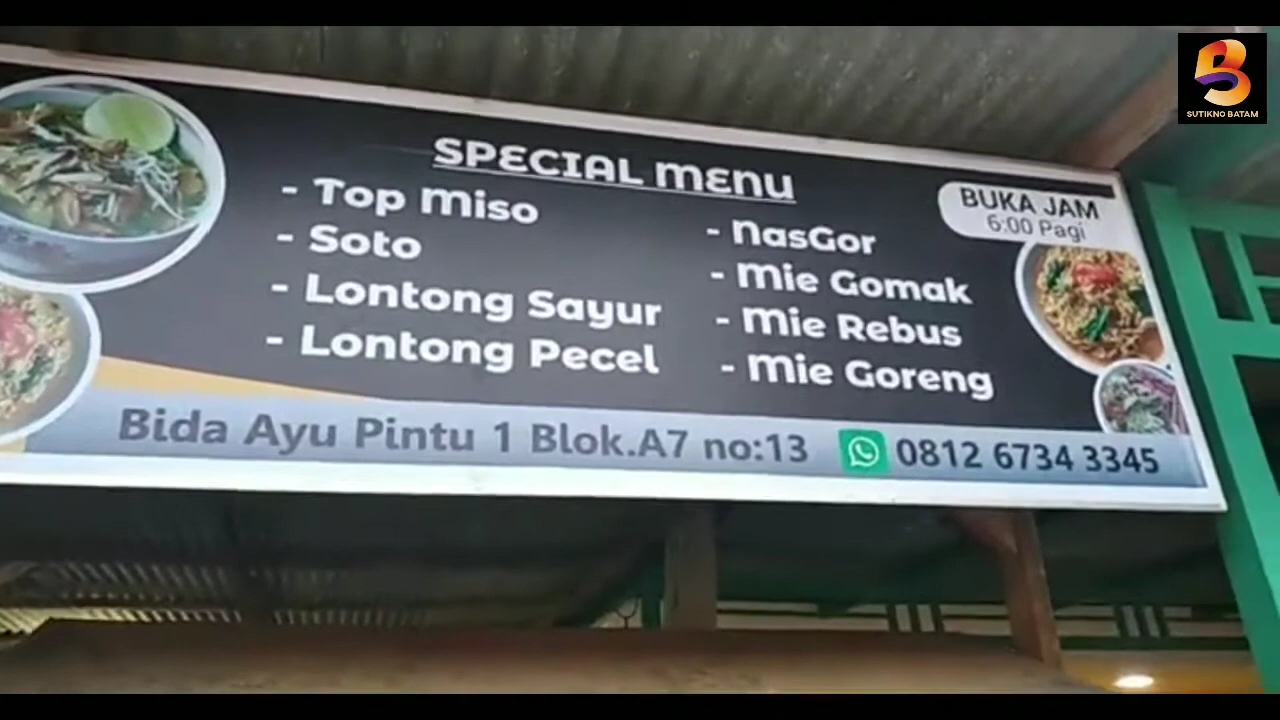 SPECIAL MENU
- Top Miso
- Soto
- Lontong Sayur
- Lontong Pecel
- NasGor
- Mie Gomak
- Mie Rebus
- Mie Goreng
BUKA JAM
6:00 Pagi
Bida Ayu Pintu 1 Blok.A7 no:13
0812 6734 3345
SUTIKNO BATAM